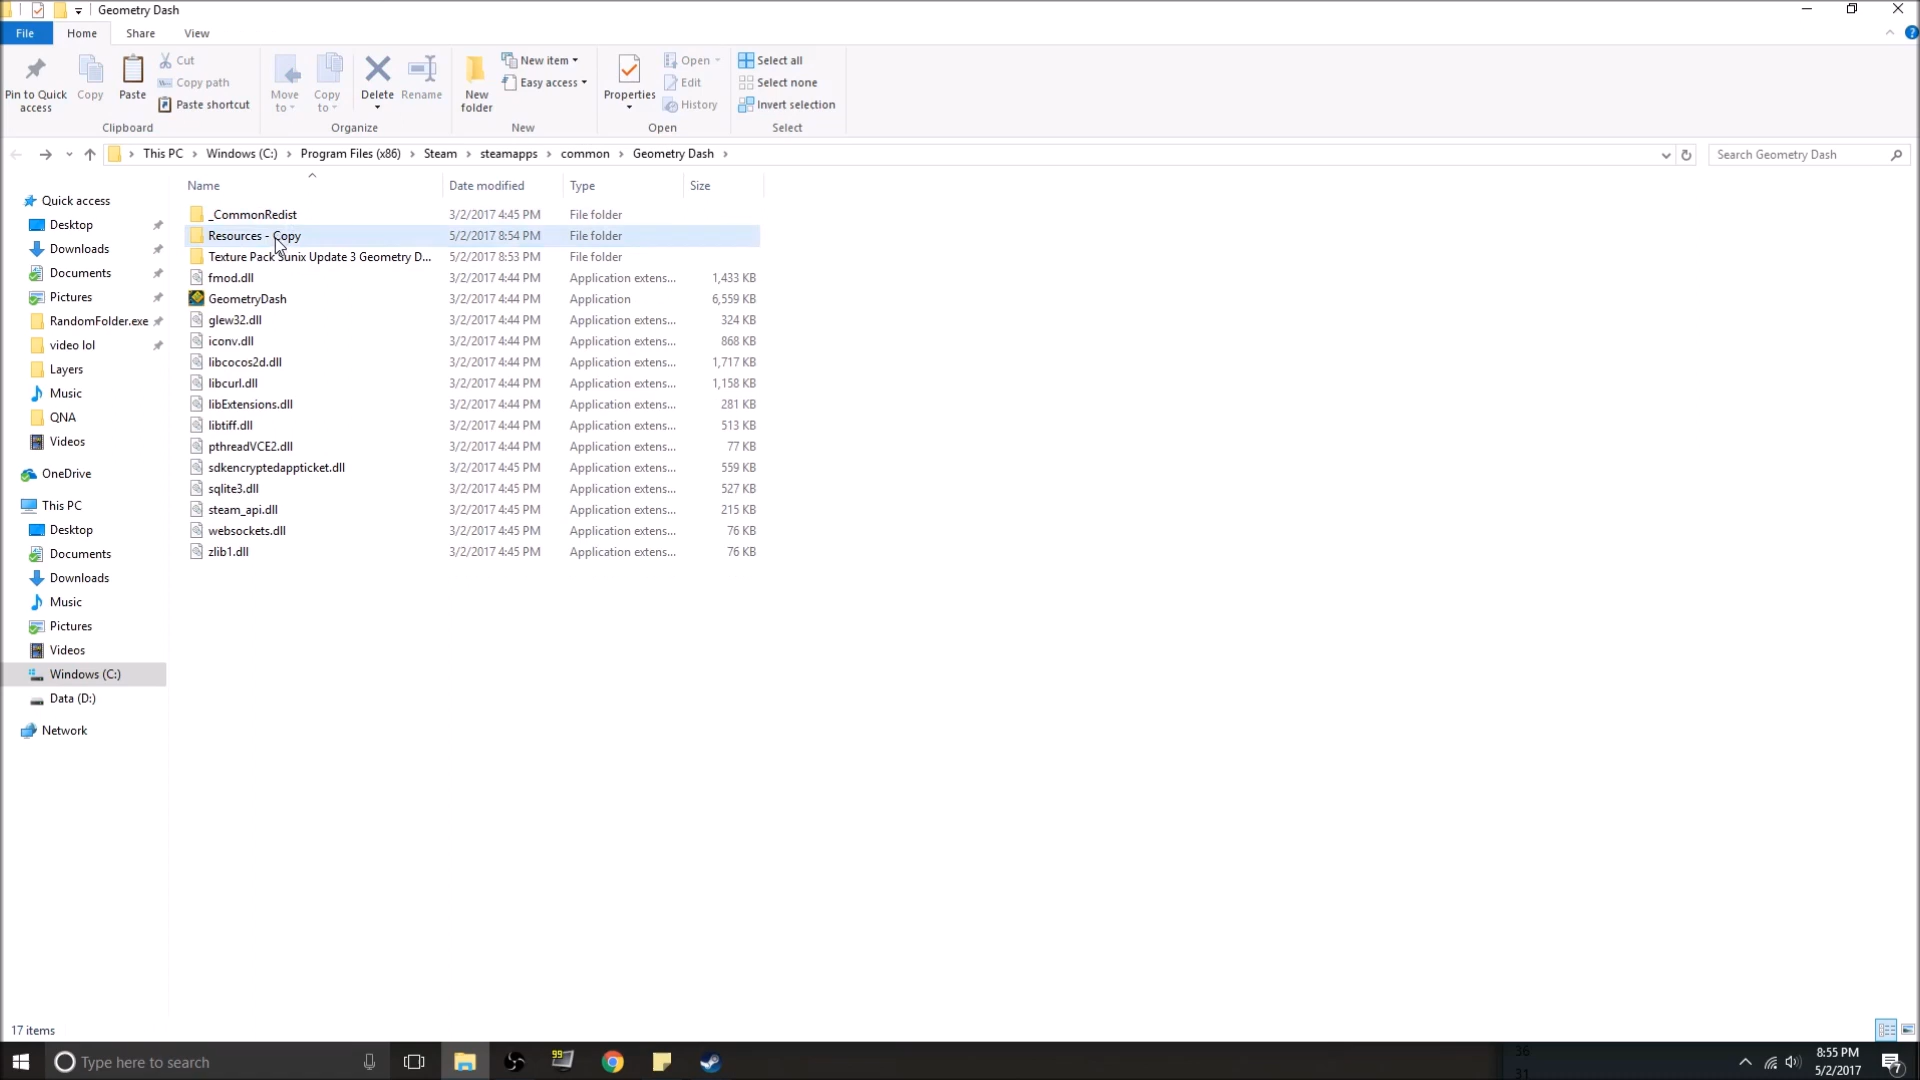 Geometry Dash
File Home Share View
Pin to Quick access
Copy
Paste
Cut
Copy path
Paste shortcut
Clipboard
Move to
Copy to
Delete
Rename
Organize
New folder
New item
Easy access
New
Properties
Open
Edit
History
Open
Select all
Select none
Invert selection
Select
This PC Windows (C:) Program Files (x86) Steam steamapps common Geometry Dash
Search Geometry Dash
Quick access
Desktop
Downloads
Documents
Pictures
RandomFolder.exe
video lol
Layers
Music
QNA
Videos
OneDrive
This PC
Desktop
Documents
Downloads
Music
Pictures
Videos
Windows (C:)
Data (D:)
Network
Name Date modified Type Size
_CommonRedist 3/2/2017 4:45 PM File folder
Resources - Copy 5/2/2017 8:54 PM File folder
Texture Pack Sunix Update 3 Geometry D... 5/2/2017 8:53 PM File folder
fmod.dll 3/2/2017 4:44 PM Application extens... 1,433 KB
GeometryDash 3/2/2017 4:44 PM Application 6,559 KB
glew32.dll 3/2/2017 4:44 PM Application extens... 324 KB
iconv.dll 3/2/2017 4:44 PM Application extens... 868 KB
libcocos2d.dll 3/2/2017 4:44 PM Application extens... 1,717 KB
libcurl.dll 3/2/2017 4:44 PM Application extens... 1,158 KB
libExtensions.dll 3/2/2017 4:44 PM Application extens... 281 KB
libtiff.dll 3/2/2017 4:44 PM Application extens... 513 KB
pthreadVCE2.dll 3/2/2017 4:44 PM Application extens... 77 KB
sdkencryptedappticket.dll 3/2/2017 4:45 PM Application extens... 559 KB
sqlite3.dll 3/2/2017 4:45 PM Application extens... 527 KB
steam_api.dll 3/2/2017 4:45 PM Application extens... 215 KB
websockets.dll 3/2/2017 4:45 PM Application extens... 76 KB
zlib1.dll 3/2/2017 4:45 PM Application extens... 76 KB
17 items
Type here to search
99
36
31
8:55 PM
5/2/2017
7